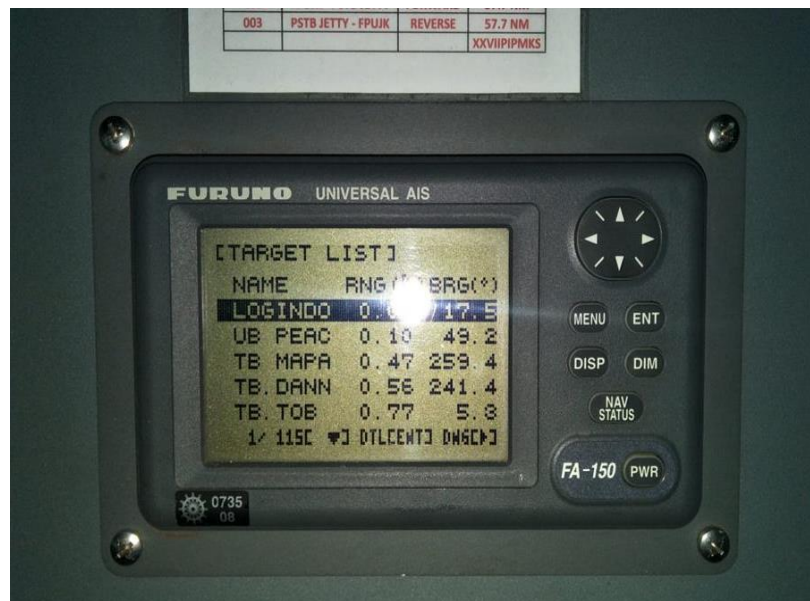 003 PSTB JETTY - FPUJK REVERSE 57.7 NM
XXVIIPIPMKS
FURUNO UNIVERSAL AIS
[TARGET LIST]
NAME RNG BRG(°)
LOGINDO 17.5
UB PEAC 0.10 49.2
TB MAPA 0.47 259.4
TB.DANN 0.56 241.4
TB.TOB 0.77 5.3
1/ 115[ ▼] DTL[ENT] DWG[▶]
MENU ENT
DISP DIM
NAV
STATUS
FA-150 PWR
0735
08